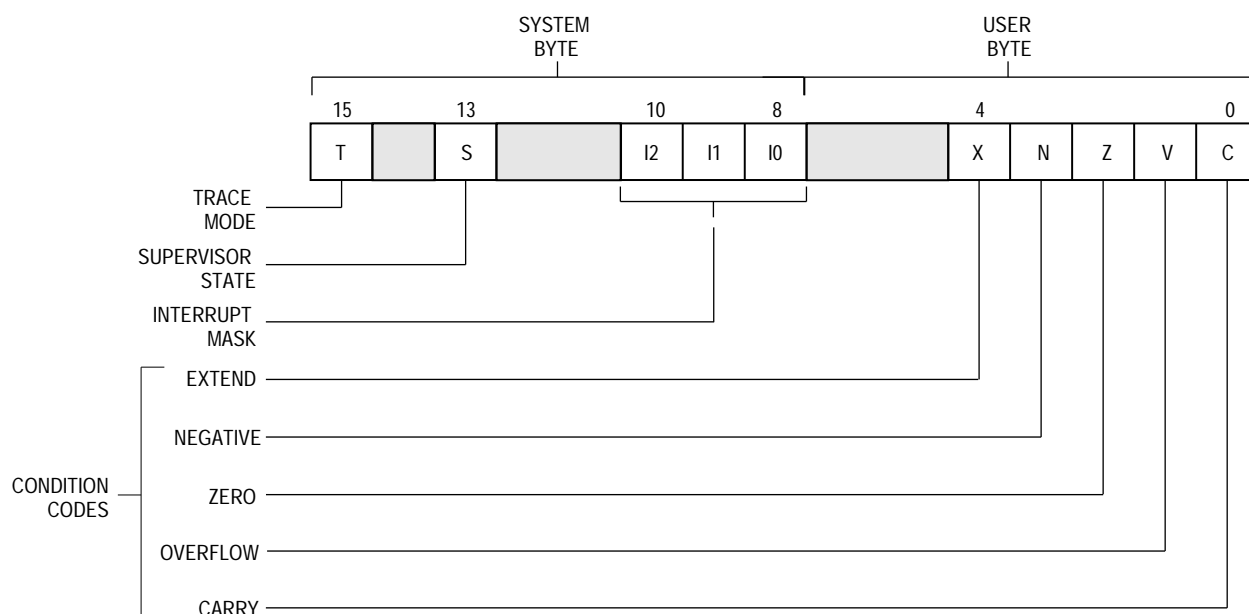 SYSTEM
BYTE
USER
BYTE
15 13 10 8 4 0
T S I2 I1 I0 X N Z V C
TRACE
MODE
SUPERVISOR
STATE
INTERRUPT
MASK
EXTEND
NEGATIVE
CONDITION
CODES
ZERO
OVERFLOW
CARRY